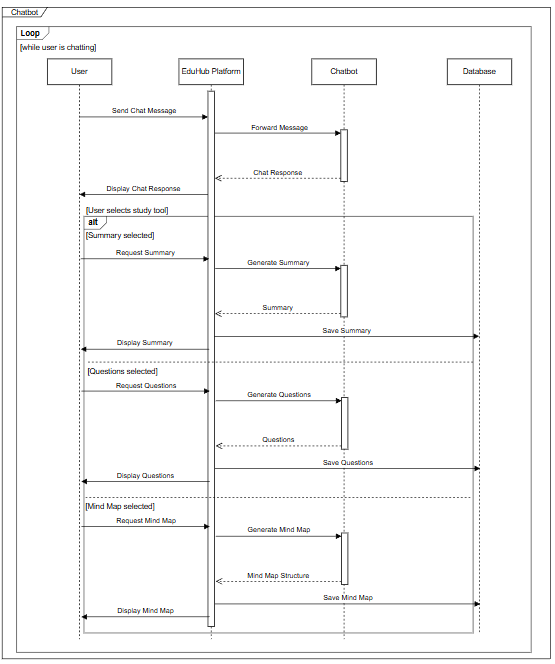 Chatbot
Loop
[while user is chatting]
User
EduHub Platform
Chatbot
Database
Send Chat Message
Forward Message
Chat Response
Display Chat Response
[User selects study tool]
alt
[Summary selected]
Request Summary
Generate Summary
Summary
Save Summary
Display Summary
[Questions selected]
Request Questions
Generate Questions
Questions
Save Questions
Display Questions
[Mind Map selected]
Request Mind Map
Generate Mind Map
Mind Map Structure
Save Mind Map
Display Mind Map